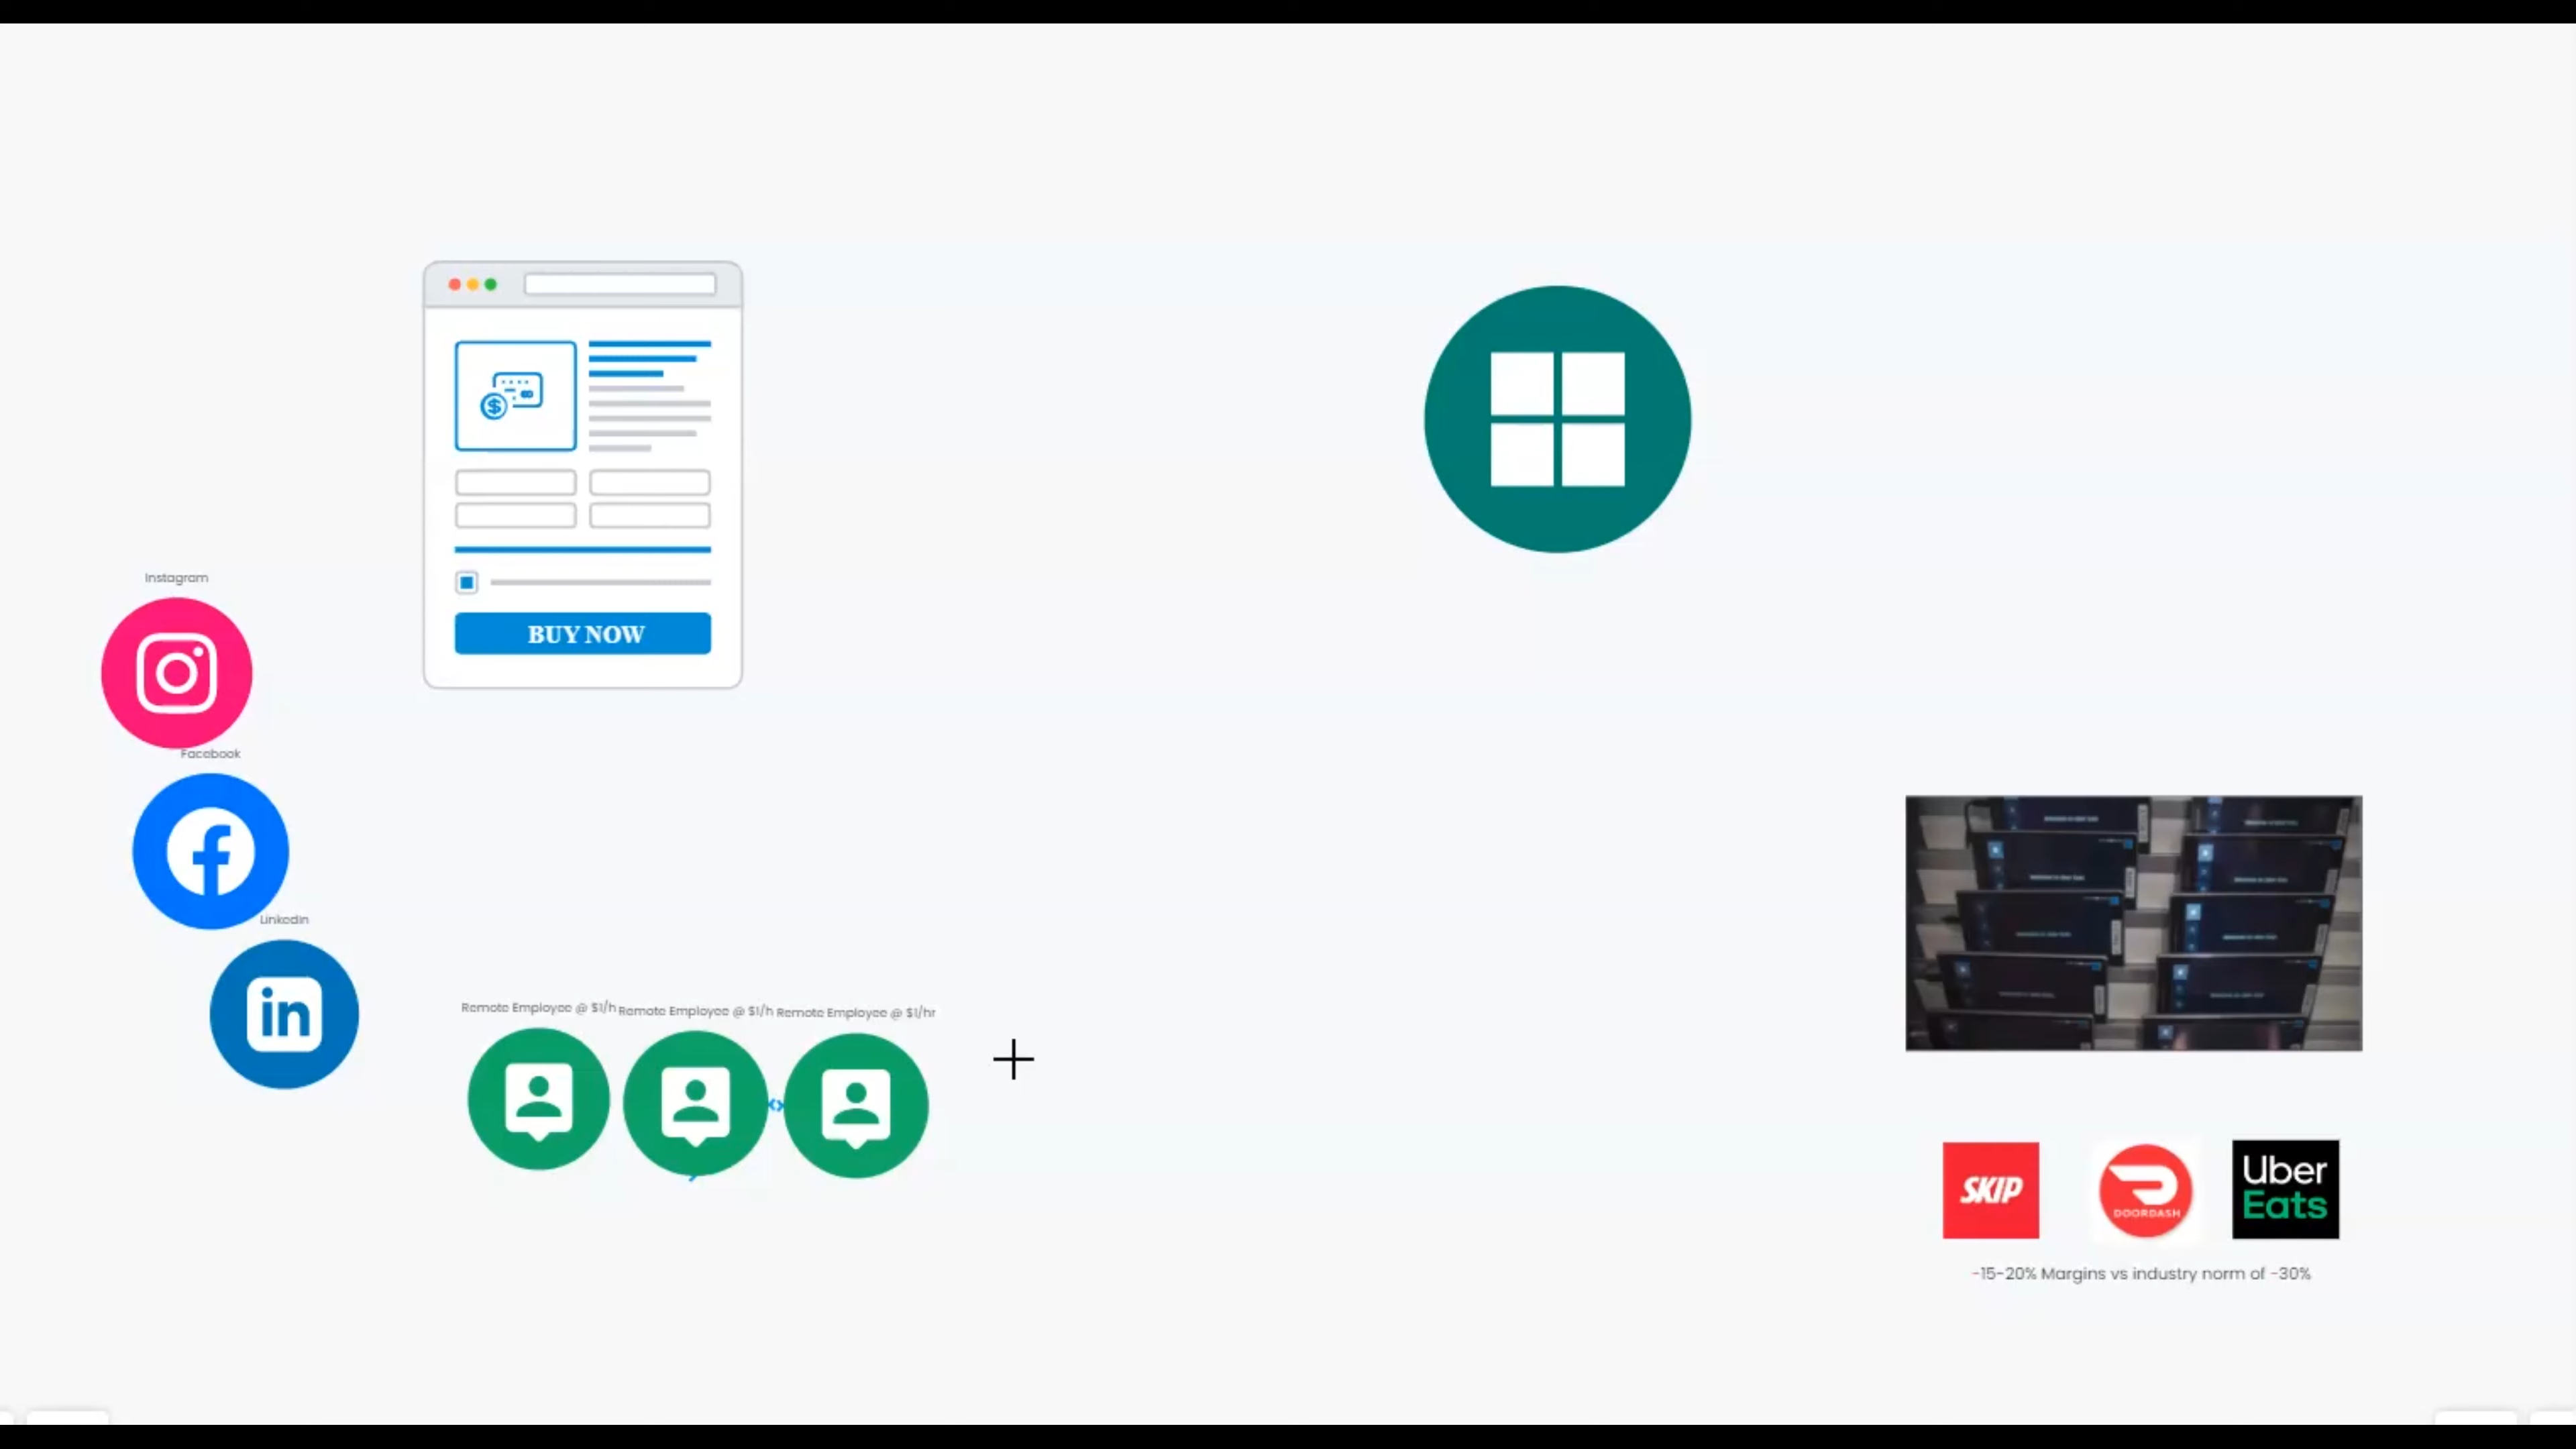 BUY NOW
Instagram
Facebook
Linkedin
in
Remote Employee @ $1/h
Remote Employee @ $1/h
Remote Employee @ $1/hr
SKIP
DOORDASH
Uber
Eats
-15-20% Margins vs industry norm of -30%